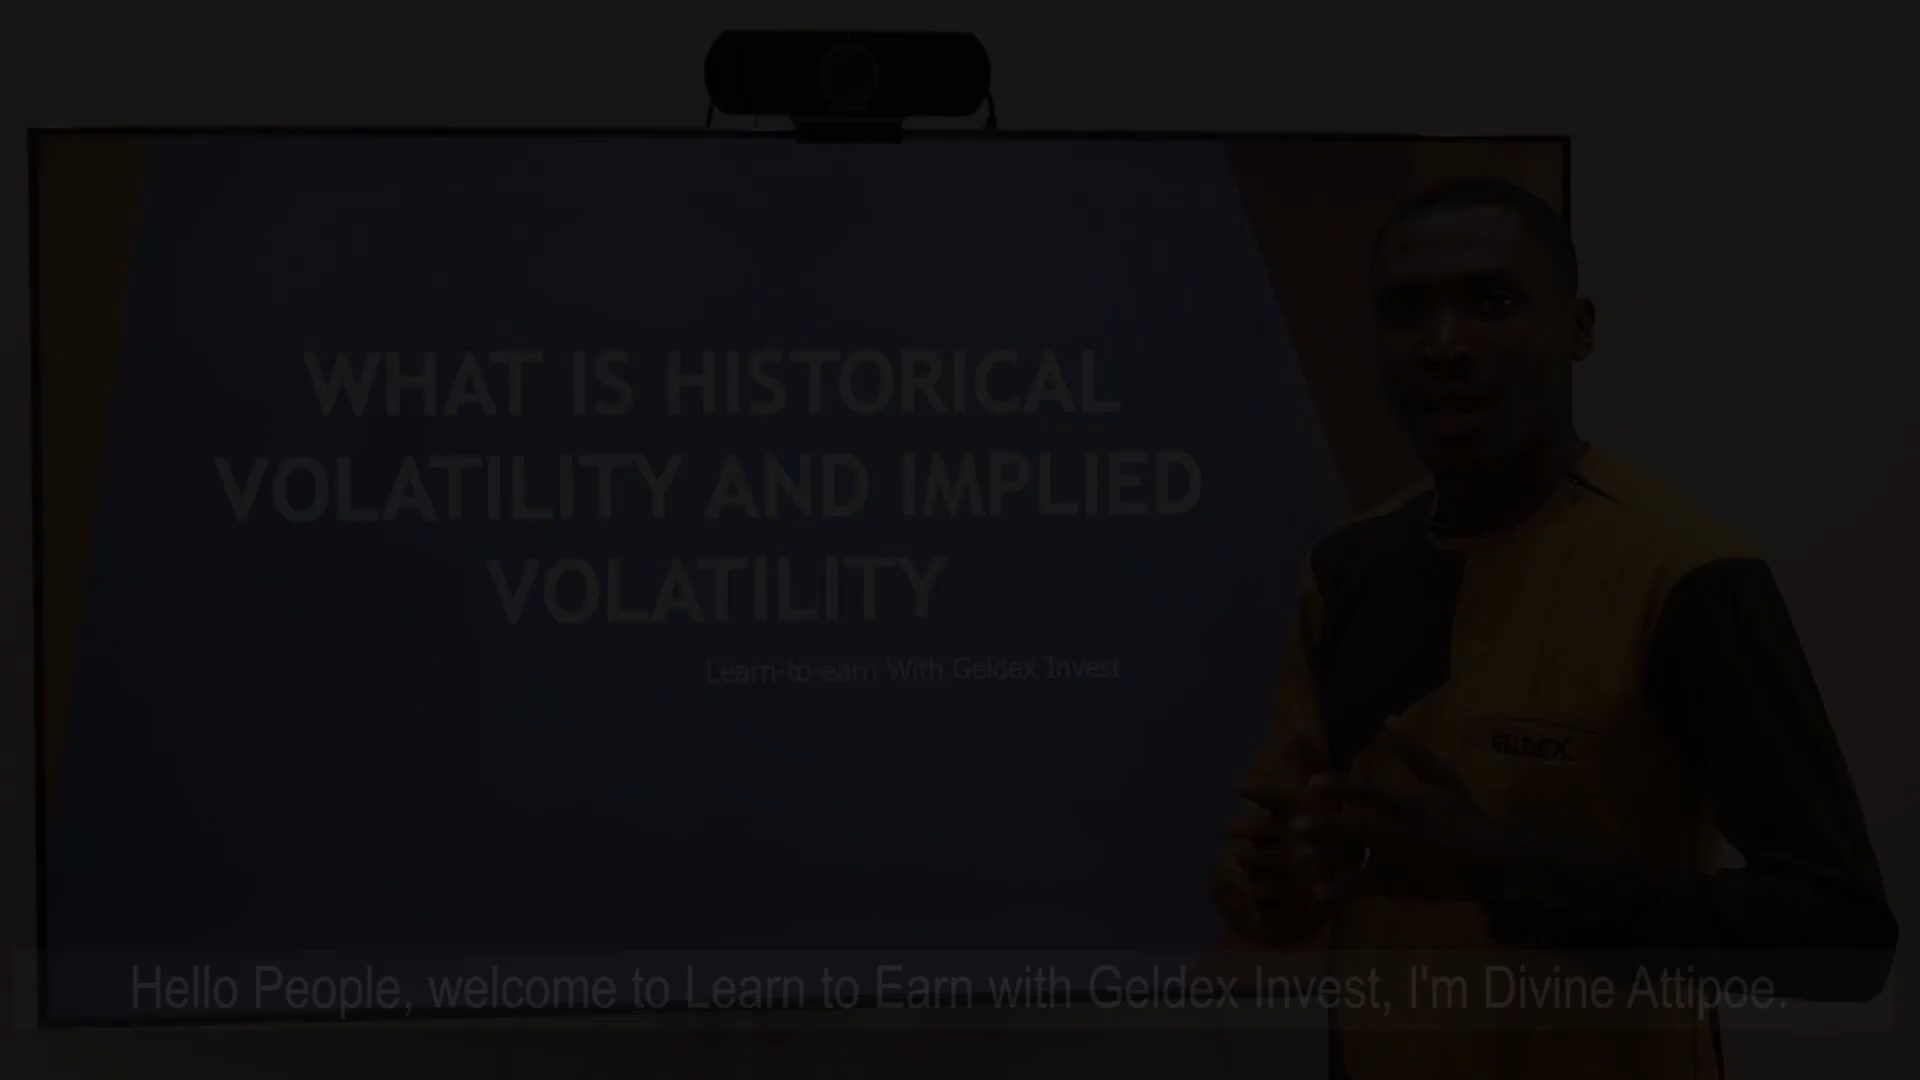 WHAT IS HISTORICAL
VOLATILITY AND IMPLIED
VOLATILITY
Learn-to-earn With Geldex Invest
GELDEX
Hello People, welcome to Learn to Earn with Geldex Invest, I'm Divine Attipoe.